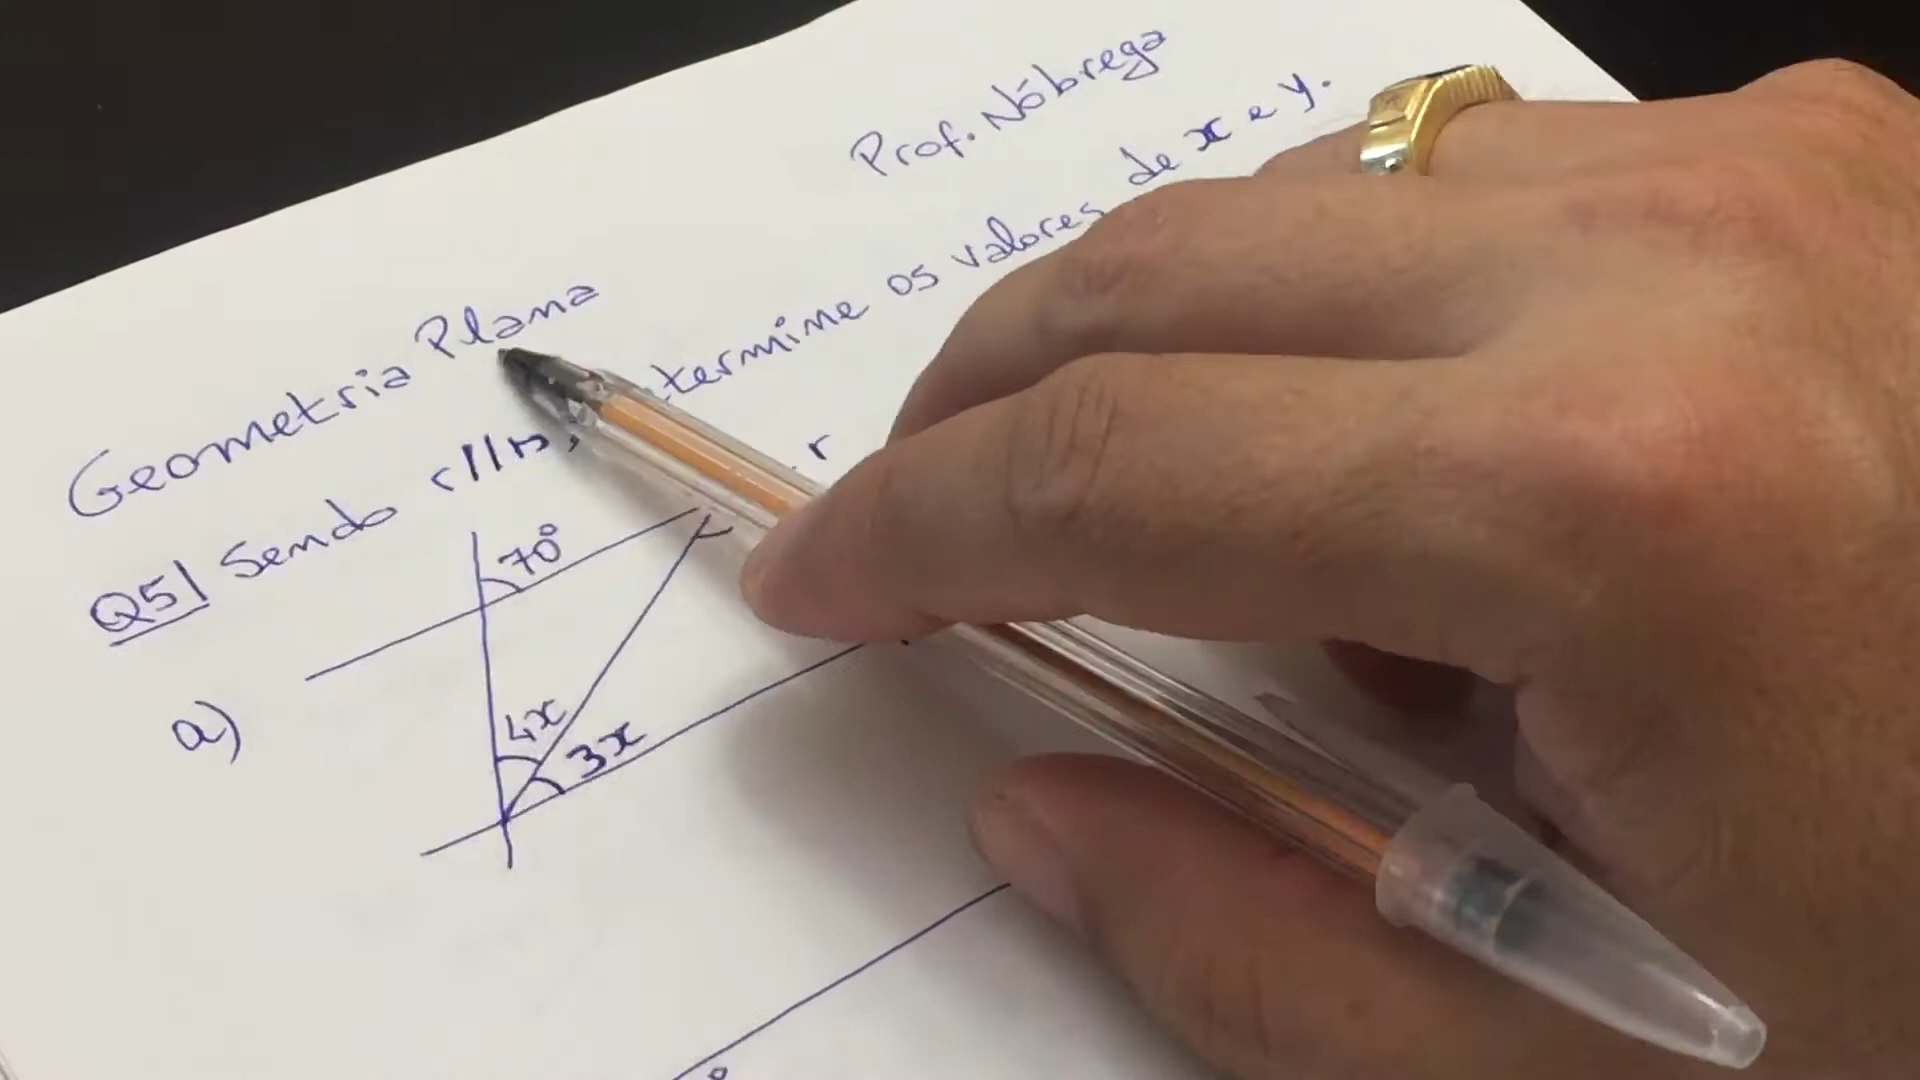 Prof. Nóbrega
Geometria Plana
Q5) Sendo r//s, termine os valores de x e y.
r
70°
a)
4x
3x